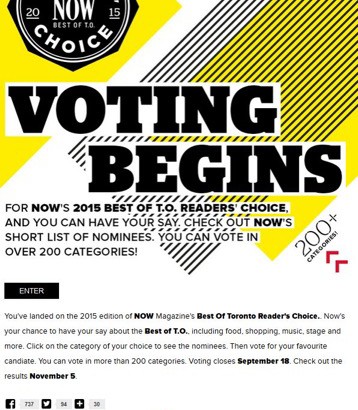 20 NOW 15
BEST OF T.O.
CHOICE
VOTING
BEGINS
FOR NOW'S 2015 BEST OF T.O. READERS' CHOICE,
AND YOU CAN HAVE YOUR SAY. CHECK OUT NOW'S
SHORT LIST OF NOMINEES. YOU CAN VOTE IN
OVER 200 CATEGORIES!
200+
CATEGORIES!
ENTER
You've landed on the 2015 edition of NOW Magazine's Best Of Toronto Reader's Choice.. Now's
your chance to have your say about the Best of T.O., including food, shopping, music, stage and
more. Click on the category of your choice to see the nominees. Then vote for your favourite
candiate. You can vote in more than 200 categories. Voting closes September 18. Check out the
results November 5.
737 94 30